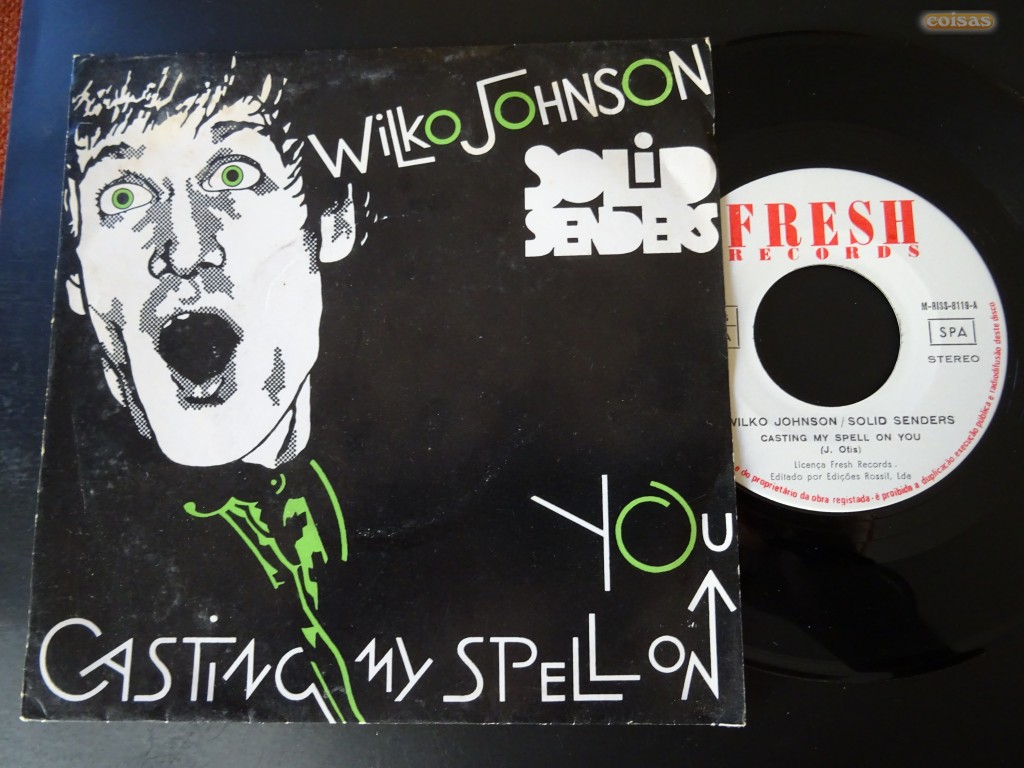 coisas
WILKO JOHNSON
SOLID
SENDERS
YOU
CASTING MY SPELL ON
FRESH
RECORDS
M-RISS-8119-A
SPA
STEREO
WILKO JOHNSON / SOLID SENDERS
CASTING MY SPELL ON YOU
(J. Otis)
Licença Fresh Records.
Editado por Edições Rossil, Lda
e do proprietário da obra registada - é proibida a duplicação, execução pública e radiodifusão deste disco